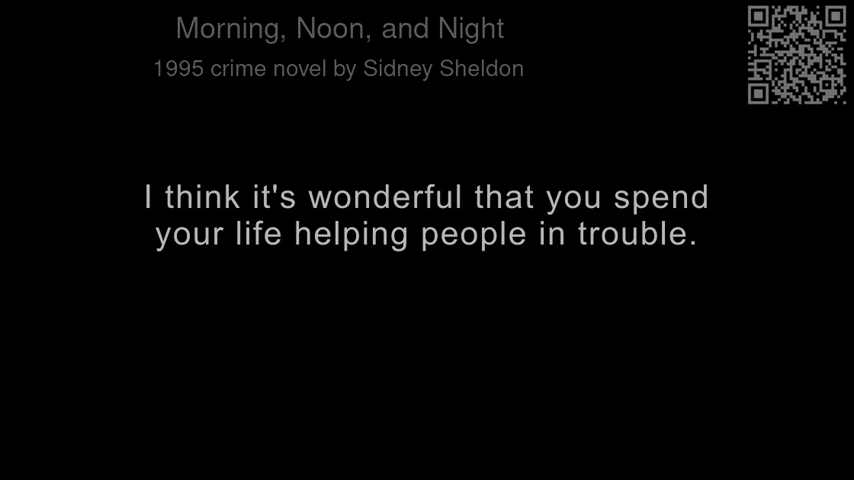 Morning, Noon, and Night
1995 crime novel by Sidney Sheldon
I think it's wonderful that you spend
your life helping people in trouble.